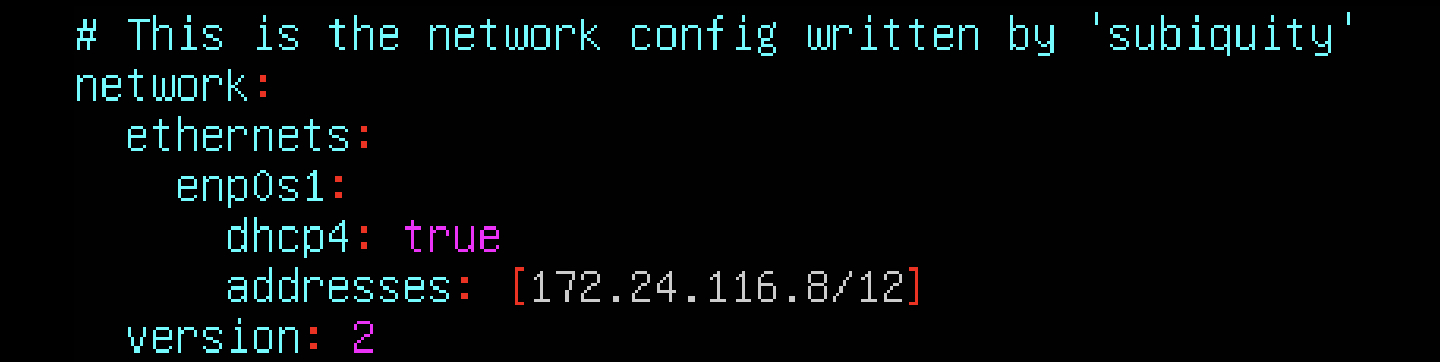 # This is the network config written by 'subiquity'
network:
  ethernets:
    enp0s1:
      dhcp4: true
      addresses: [172.24.116.8/12]
  version: 2